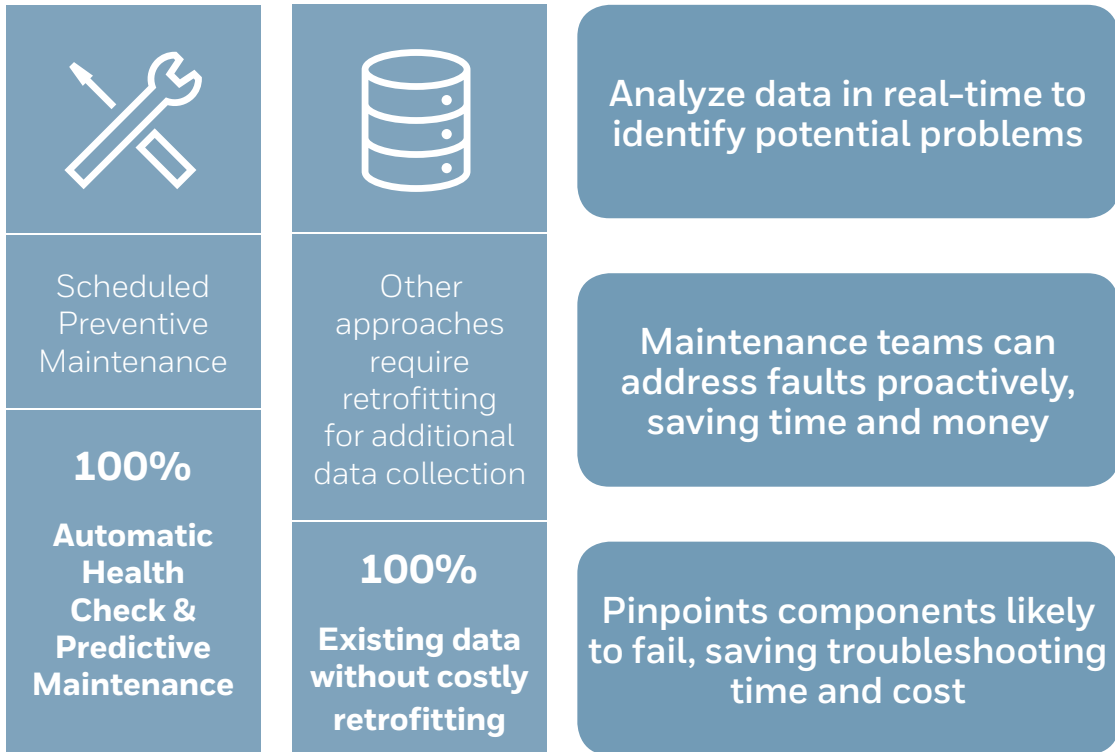 Scheduled
Preventive
Maintenance
100%
Automatic
Health
Check &
Predictive
Maintenance
Other
approaches
require
retrofitting
for additional
data collection
100%
Existing data
without costly
retrofitting
Analyze data in real-time to
identify potential problems
Maintenance teams can
address faults proactively,
saving time and money
Pinpoints components likely
to fail, saving troubleshooting
time and cost